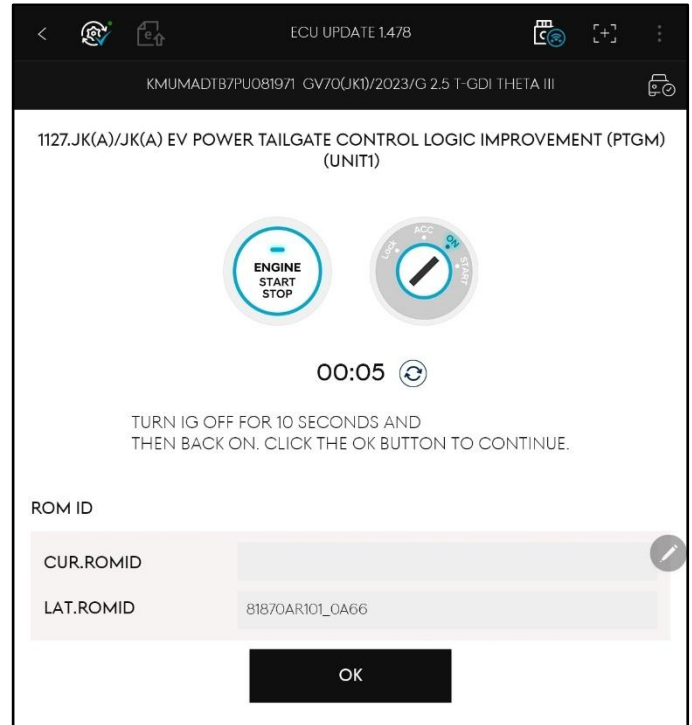 ECU UPDATE 1.478
KMUMADTB7PU081971 GV70(JK1)/2023/G 2.5 T-GDI THETA III
1127.JK(A)/JK(A) EV POWER TAILGATE CONTROL LOGIC IMPROVEMENT (PTGM)
(UNIT1)
ENGINE
START
STOP
Lock
ACC
ON
START
00:05
TURN IG OFF FOR 10 SECONDS AND
THEN BACK ON. CLICK THE OK BUTTON TO CONTINUE.
ROM ID
CUR.ROMID
LAT.ROMID 81870AR101_0A66
OK